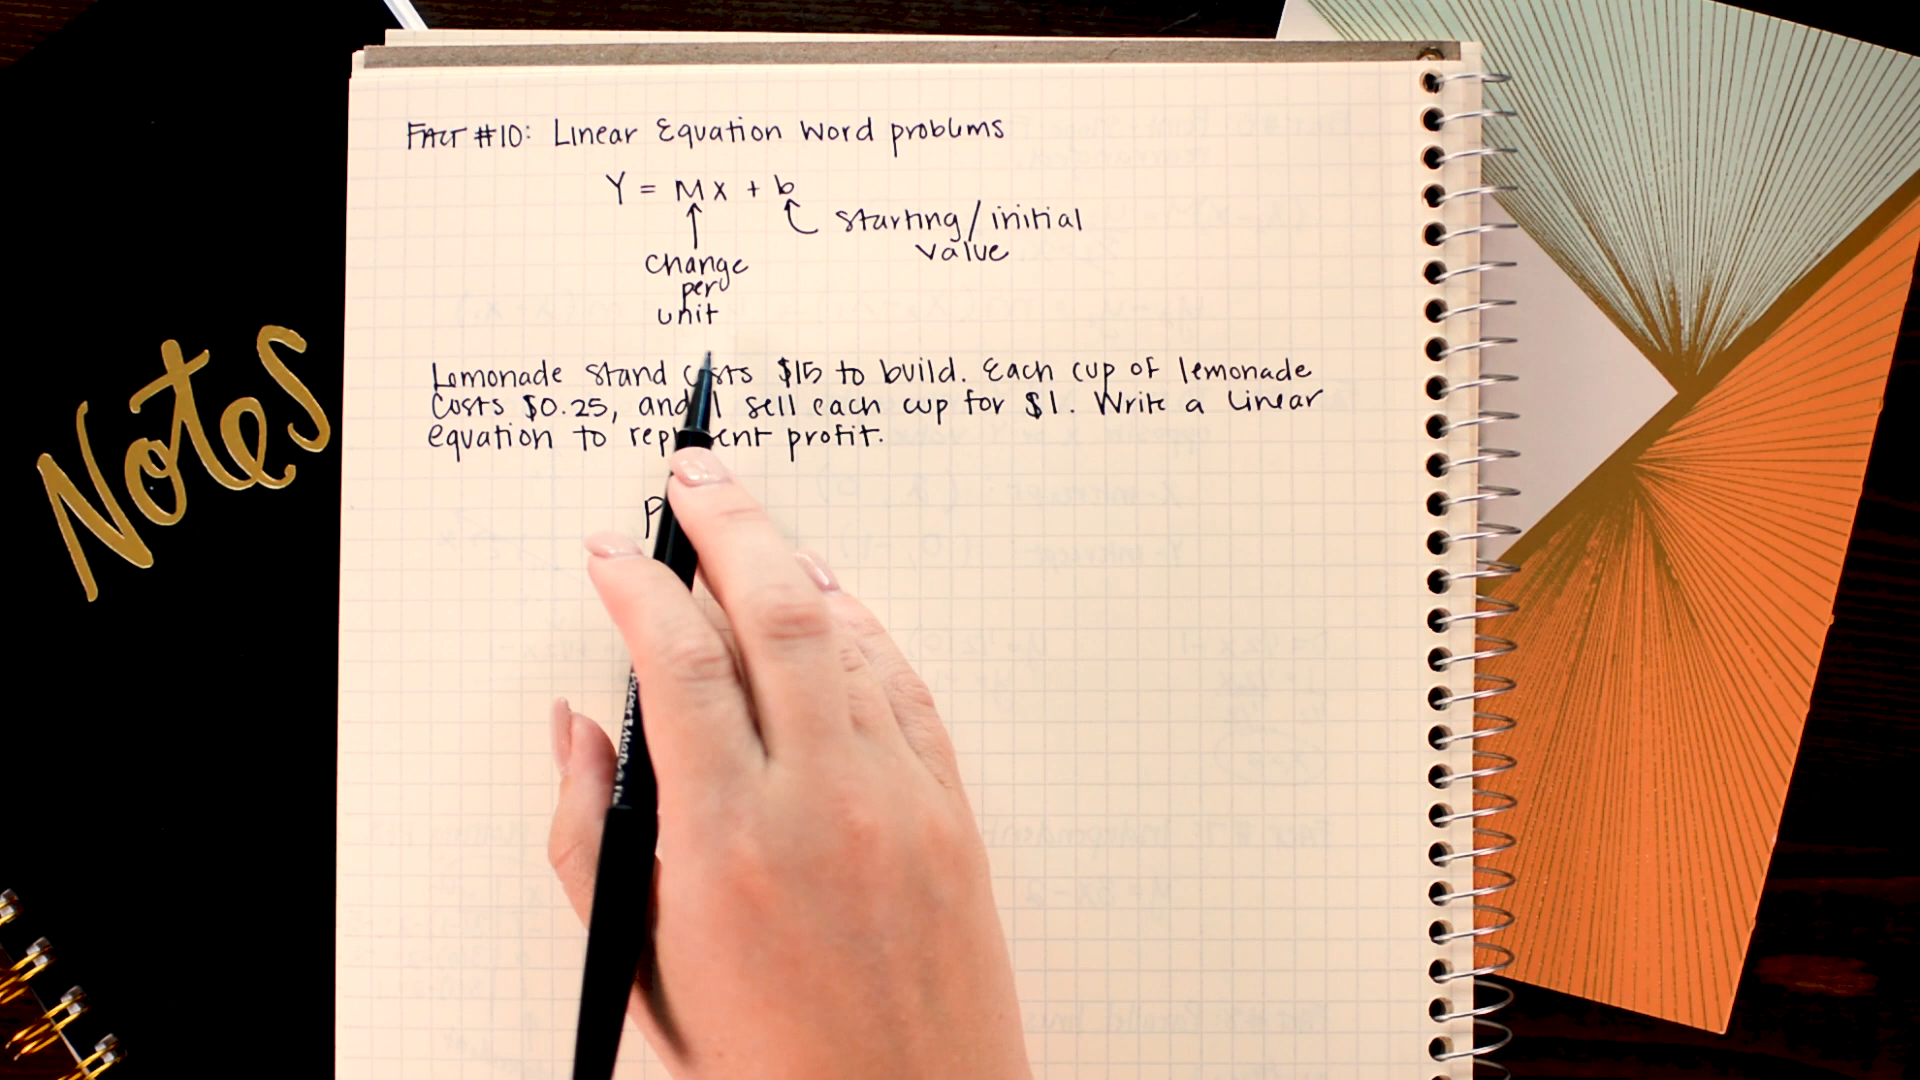 FACT #10: Linear Equation Word problems
Y = Mx + b
starting/initial
value
change
per
unit
Lemonade stand costs $15 to build. Each cup of lemonade
costs $0.25, and I sell each cup for $1. Write a linear
equation to represent profit.
P
Notes